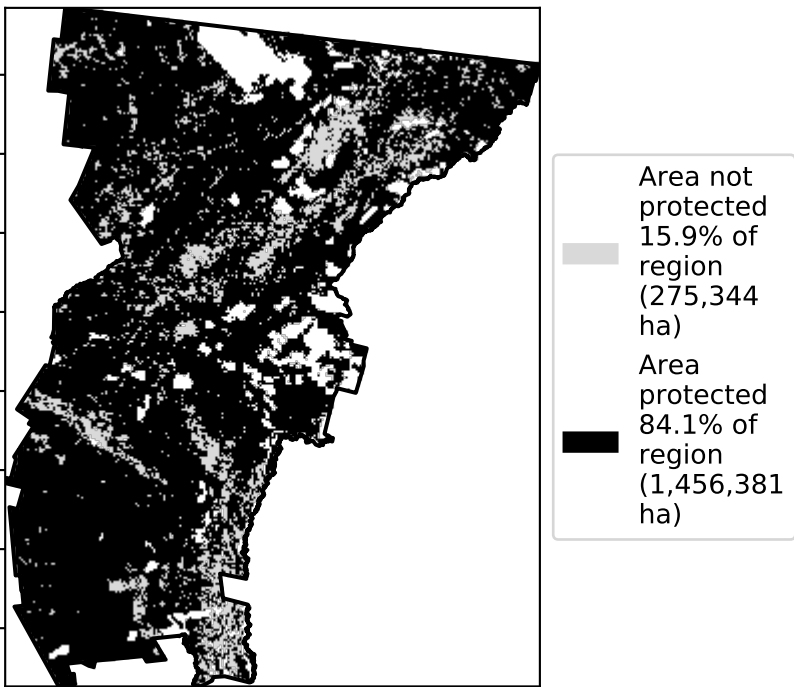 Area not
protected
15.9% of
region
(275,344
ha)
Area
protected
84.1% of
region
(1,456,381
ha)